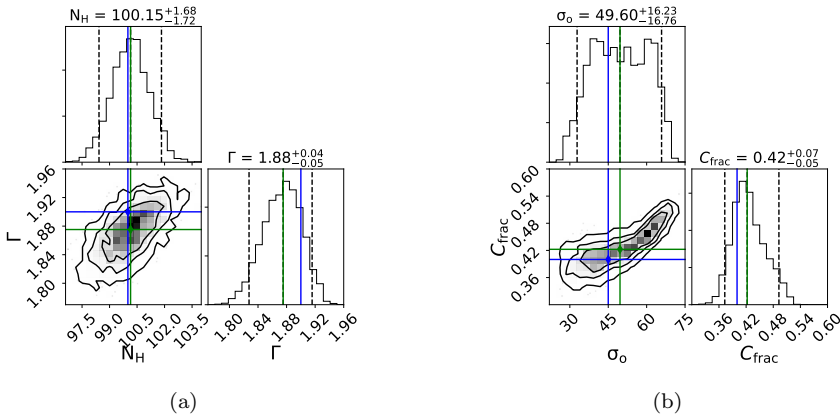 N_H = 100.15^{+1.68}_{-1.72}
1.96
1.92
1.88
1.84
1.80
Γ
Γ = 1.88^{+0.04}_{-0.05}
97.5 99.0 100.5 102.0 103.5
N_H
1.80 1.84 1.88 1.92 1.96
Γ
(a)
σ_o = 49.60^{+16.23}_{-16.76}
0.60
0.54
0.48
0.42
0.36
C_frac
C_frac = 0.42^{+0.07}_{-0.05}
30 45 60 75
σ_o
0.36 0.42 0.48 0.54 0.60
C_frac
(b)